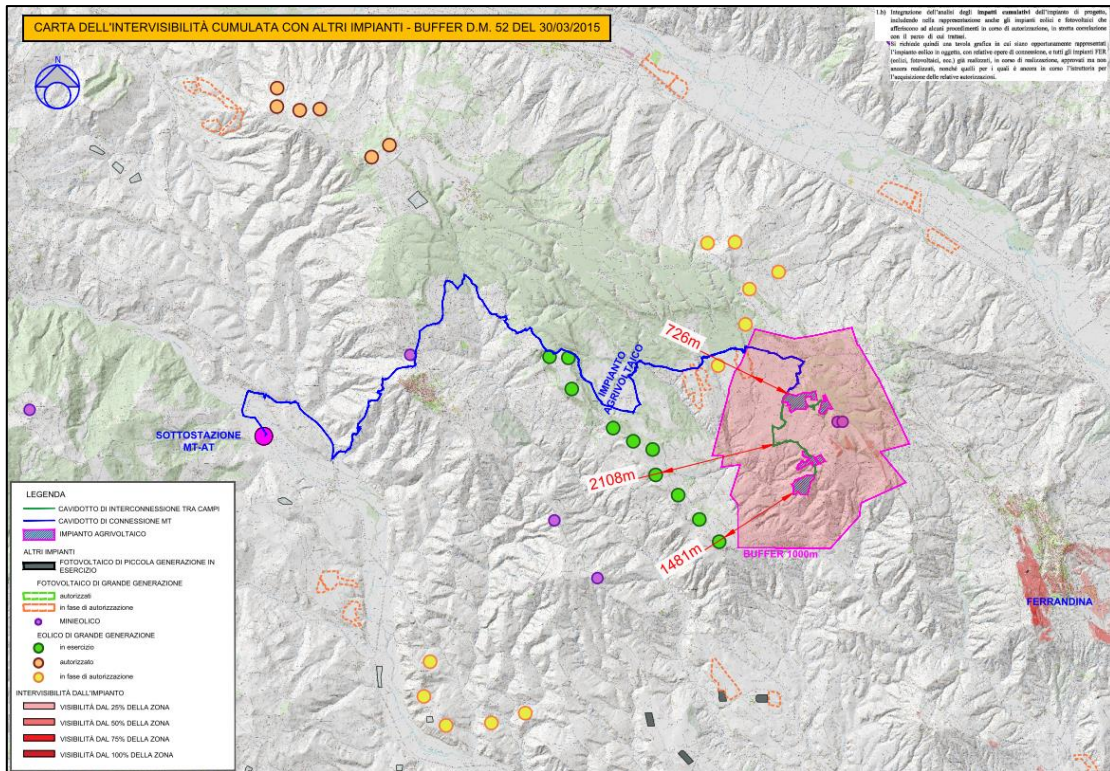 CARTA DELL'INTERVISIBILITÀ CUMULATA CON ALTRI IMPIANTI - BUFFER D.M. 52 DEL 30/03/2015
1.b) Integrazione dell'analisi degli impatti cumulativi dell'impianto di progetto,
includendo nella rappresentazione anche gli impianti eolici e fotovoltaici che
afferiscono ad alcuni procedimenti in corso di autorizzazione, in stretta correlazione
con il parco di cui trattasi.
Si richiede quindi una tavola grafica in cui siano opportunamente rappresentati
l'impianto eolico in oggetto, con relative opere di connessione, e tutti gli impianti FER
(eolici, fotovoltaici, ecc.) già realizzati, in corso di realizzazione, approvati ma non
ancora realizzati, nonché quelli per i quali è ancora in corso l'istruttoria per
l'acquisizione delle relative autorizzazioni.
N
726m
IMPIANTO
AGRIVOLTAICO
SOTTOSTAZIONE
MT-AT
2108m
1481m
BUFFER 1000m
FERRANDINA
LEGENDA
CAVIDOTTO DI INTERCONNESSIONE TRA CAMPI
CAVIDOTTO DI CONNESSIONE MT
IMPIANTO AGRIVOLTAICO
ALTRI IMPIANTI
FOTOVOLTAICO DI PICCOLA GENERAZIONE IN
ESERCIZIO
FOTOVOLTAICO DI GRANDE GENERAZIONE
autorizzati
in fase di autorizzazione
MINIEOLICO
EOLICO DI GRANDE GENERAZIONE
in esercizio
autorizzato
in fase di autorizzazione
INTERVISIBILITÀ DALL'IMPIANTO
VISIBILITÀ DAL 25% DELLA ZONA
VISIBILITÀ DAL 50% DELLA ZONA
VISIBILITÀ DAL 75% DELLA ZONA
VISIBILITÀ DAL 100% DELLA ZONA